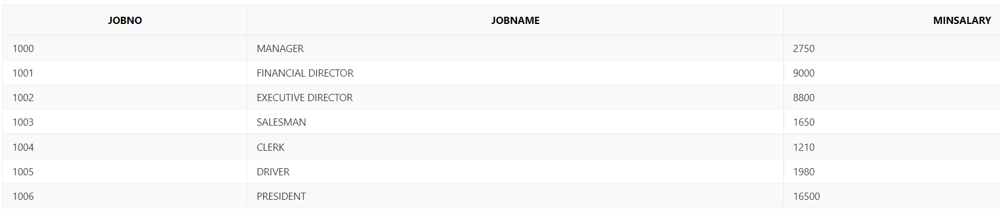 JOBNO JOBNAME MINSALARY
1000 MANAGER 2750
1001 FINANCIAL DIRECTOR 9000
1002 EXECUTIVE DIRECTOR 8800
1003 SALESMAN 1650
1004 CLERK 1210
1005 DRIVER 1980
1006 PRESIDENT 16500